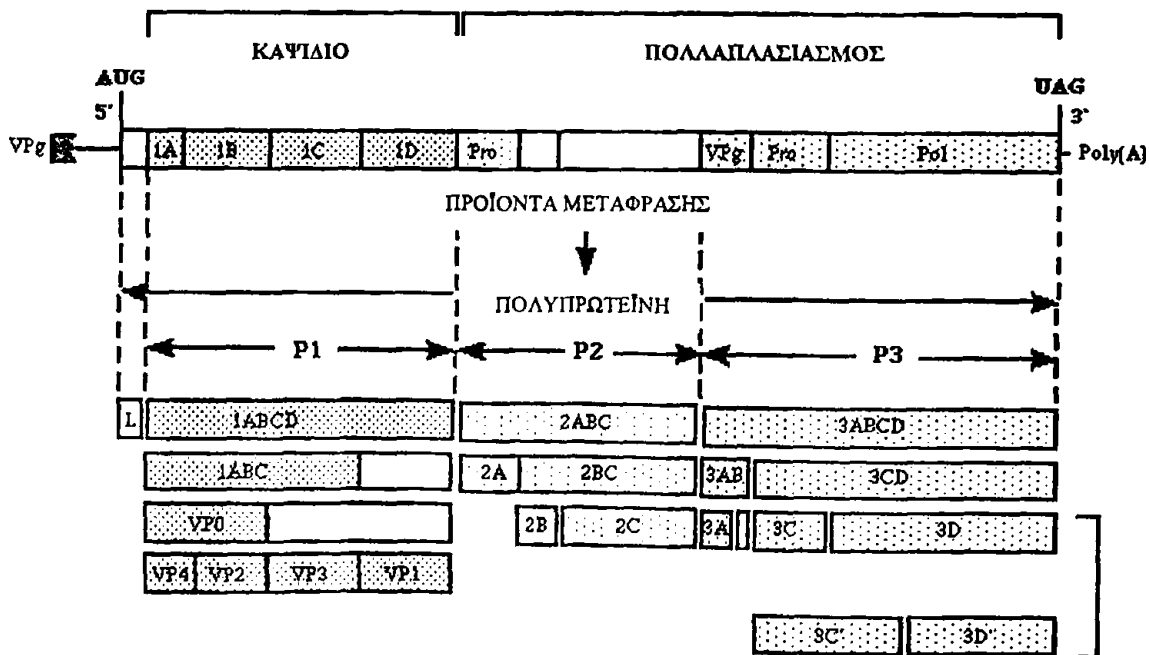 ΚΑΨΙΔΙΟ ΠΟΛΛΑΠΛΑΣΙΑΣΜΟΣ
AUG UAG
5' 3'
VPg 1A 1B 1C 1D Pro VPg Pro Pol Poly(A)
ΠΡΟΪΟΝΤΑ ΜΕΤΑΦΡΑΣΗΣ
ΠΟΛΥΠΡΩΤΕΪΝΗ
P1 P2 P3
L 1ABCD 2ABC 3ABCD
1ABC 2A 2BC 3AB 3CD
VP0 2B 2C 3A 3C 3D
VP4 VP2 VP3 VP1
3C' 3D'